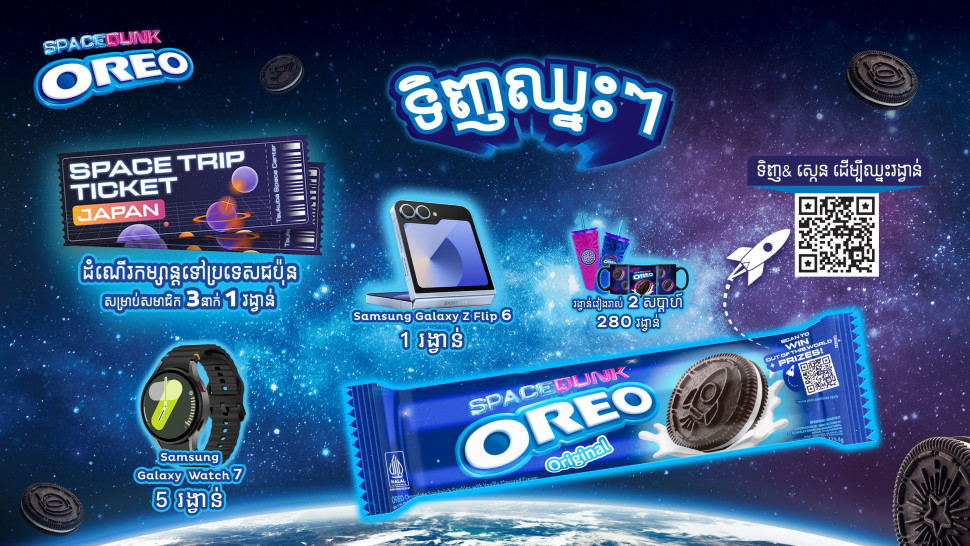 SPACEDUNK
OREO
ទិញឈ្នះៗ
SPACE TRIP
TICKET
JAPAN
Tsukuba Space Center
ដំណើរកម្សាន្តទៅប្រទេសជប៉ុន
សម្រាប់សមាជិក 3 នាក់ 1 រង្វាន់
Samsung Galaxy Z Flip 6
1 រង្វាន់
រង្វាន់រៀងរាល់ 2 សប្តាហ៍
280 រង្វាន់
ទិញ& ស្កេន ដើម្បីឈ្នះរង្វាន់
Samsung
Galaxy Watch 7
5 រង្វាន់
SPACEDUNK
OREO
Original
HALAL
SCAN TO
WIN
OUT OF THIS WORLD
PRIZES!